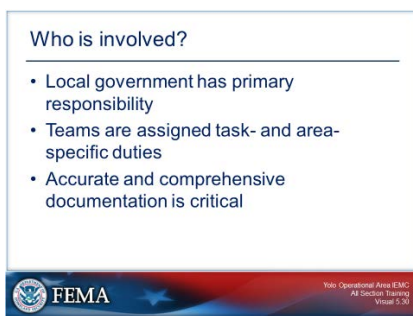 Who is involved?
• Local government has primary
responsibility
• Teams are assigned task- and area-
specific duties
• Accurate and comprehensive
documentation is critical
FEMA
Yolo Operational Area IEMC
All Section Training
Visual 5.30